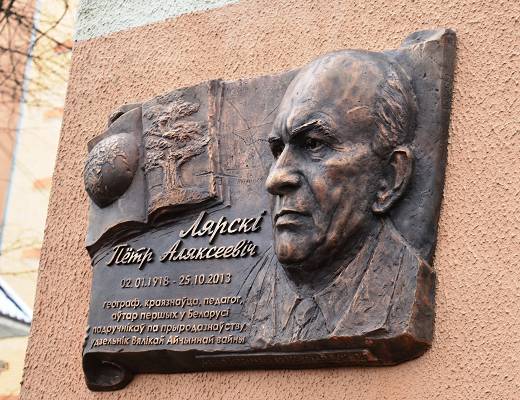 Лярскі
Пётр Аляксеевіч
02.01.1918 - 25.10.2013
географ, краязнаўца, педагог,
аўтар першых у Беларусі
падручнікаў па прыродазнаўству,
удзельнік Вялікай Айчыннай вайны